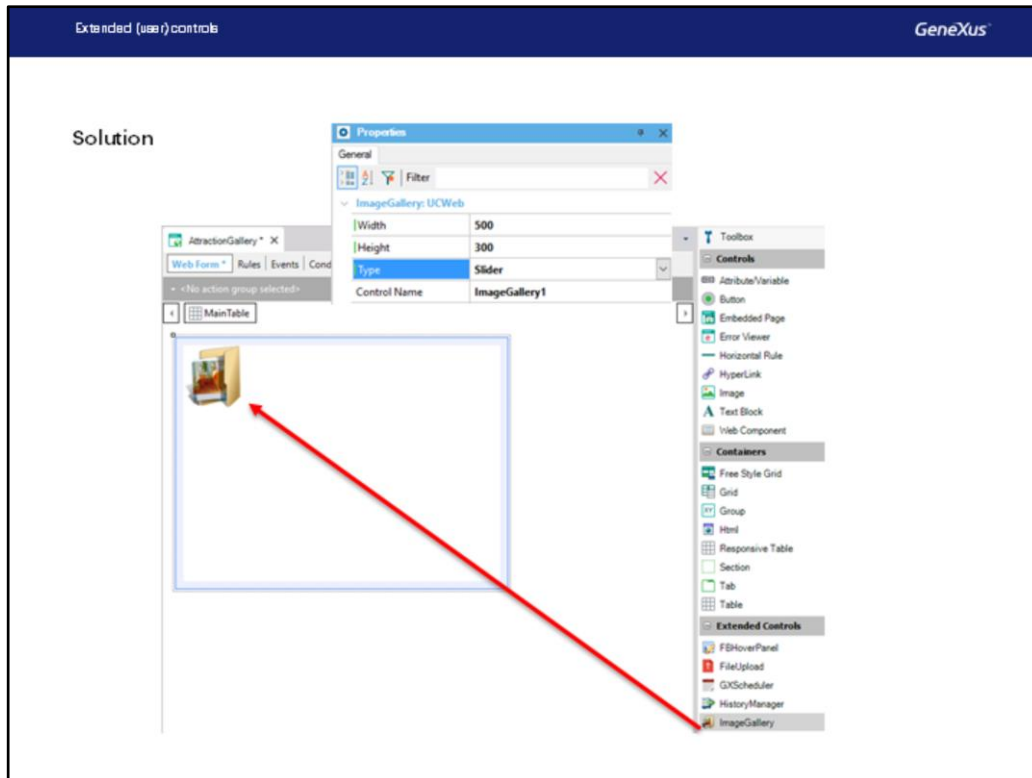 Extended (user) controls
GeneXus
Solution
Properties
General
Filter
ImageGallery: UCWeb
Width 500
Height 300
Type Slider
Control Name ImageGallery1
AttractionGallery *
Web Form * Rules Events Cond
<No action group selected>
MainTable
Toolbox
Controls
Attribute/Variable
Button
Embedded Page
Error Viewer
Horizontal Rule
HyperLink
Image
Text Block
Web Component
Containers
Free Style Grid
Grid
Group
Html
Responsive Table
Section
Tab
Table
Extended Controls
FBHoverPanel
FileUpload
GXScheduler
HistoryManager
ImageGallery